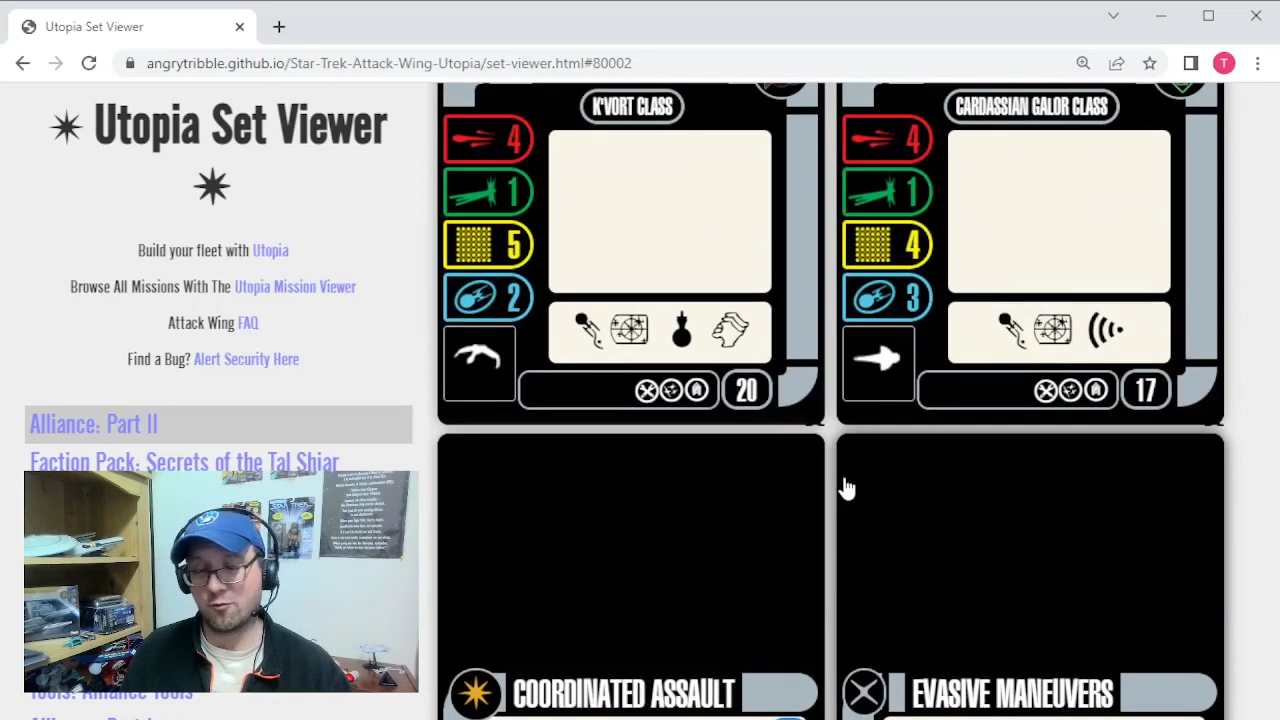 Utopia Set Viewer
angrytribble.github.io/Star-Trek-Attack-Wing-Utopia/set-viewer.html#80002
T
Utopia Set Viewer
Build your fleet with Utopia
Browse All Missions With The Utopia Mission Viewer
Attack Wing FAQ
Find a Bug? Alert Security Here
Alliance: Part II
Faction Pack: Secrets of the Tal Shiar
STAR TREK
K'VORT CLASS
4
1
5
2
20
CARDASSIAN GALOR CLASS
4
1
4
3
17
COORDINATED ASSAULT
EVASIVE MANEUVERS